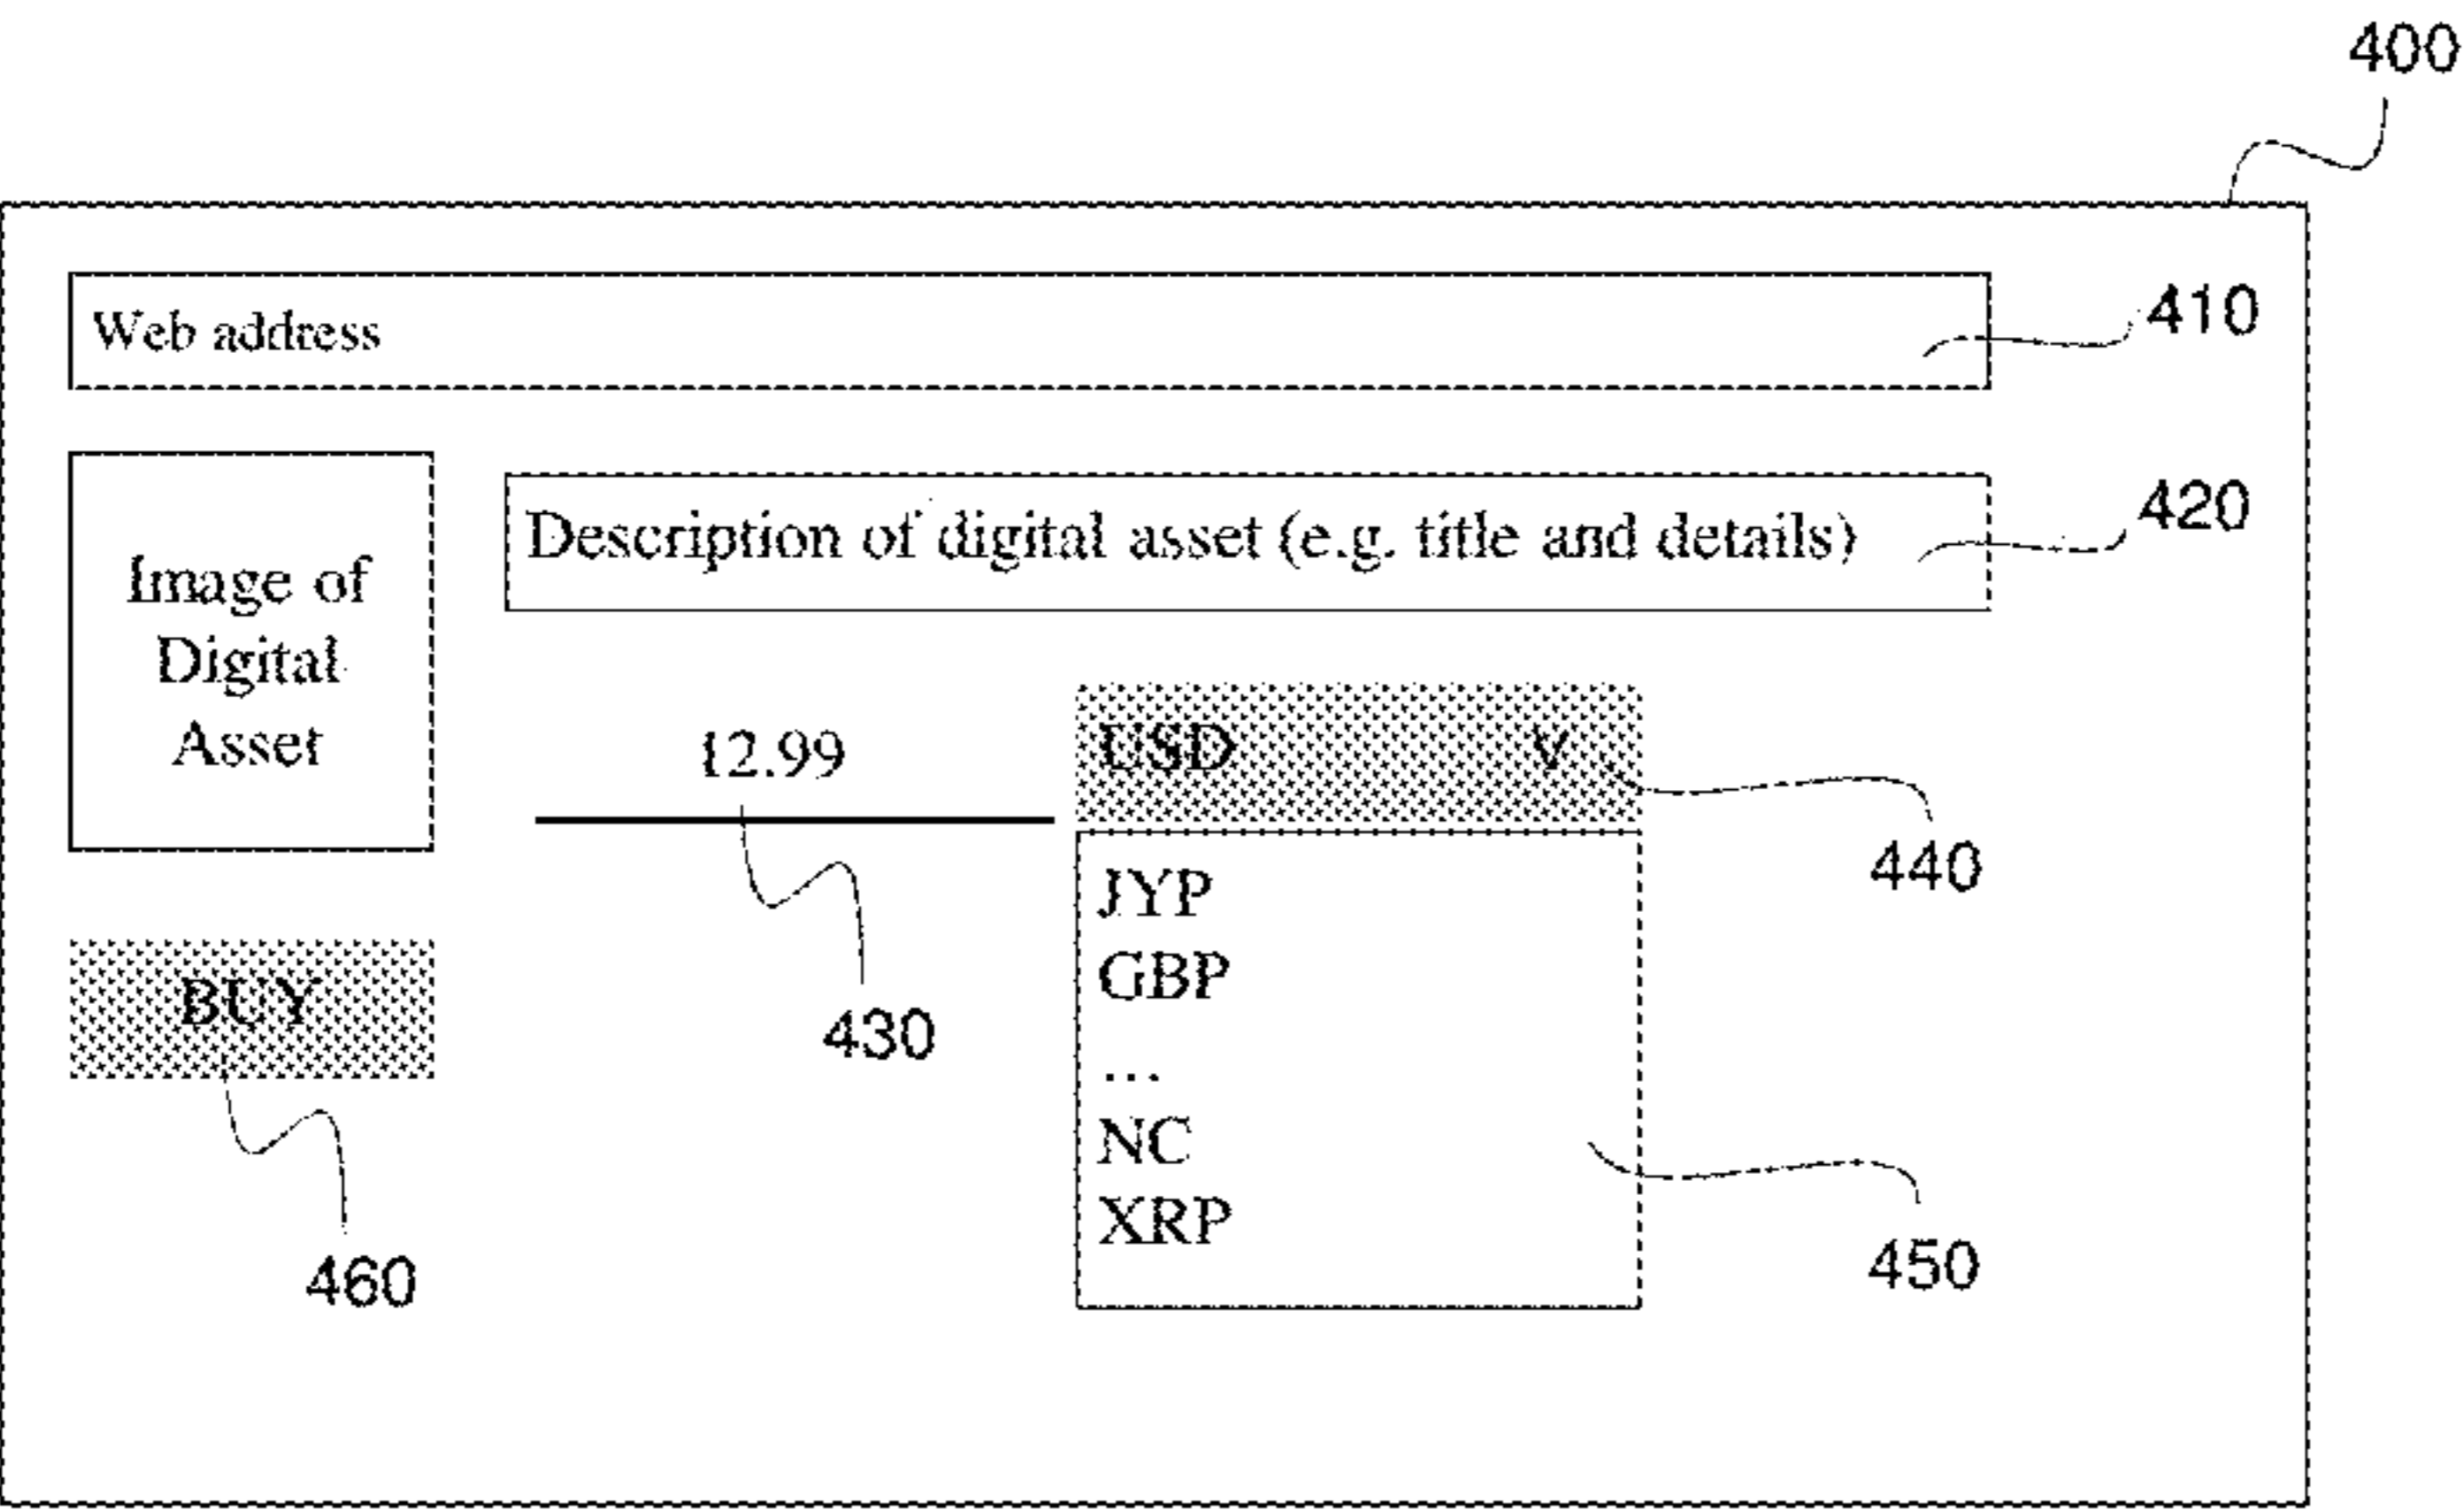 400
Web address
410
Image of
Digital
Asset
Description of digital asset (e.g. title and details)
420
12.99
430
USD V
440
JYP
GBP
...
NC
XRP
450
BUY
460